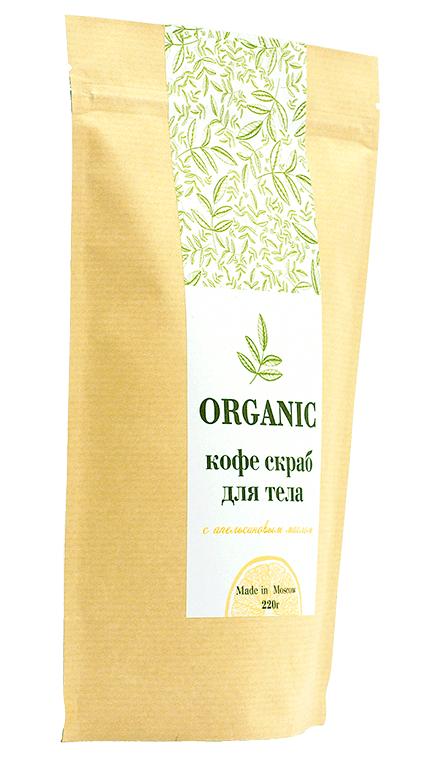 ORGANIC
кофе скраб
для тела
с апельсиновым маслом
Made in Moscow
220г